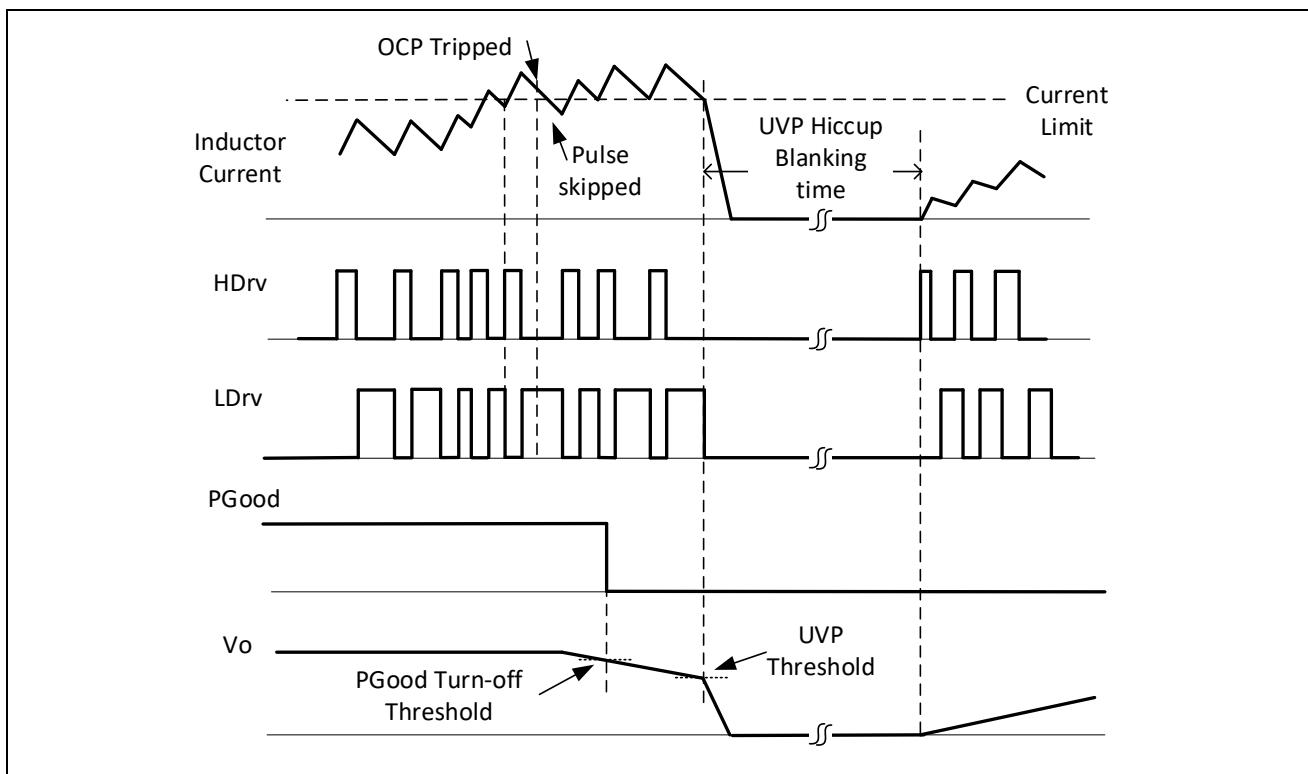 OCP Tripped
Current
Limit
UVP Hiccup
Blanking
time
Inductor
Current
Pulse
skipped
HDrv
LDrv
PGood
Vo
UVP
Threshold
PGood Turn-off
Threshold